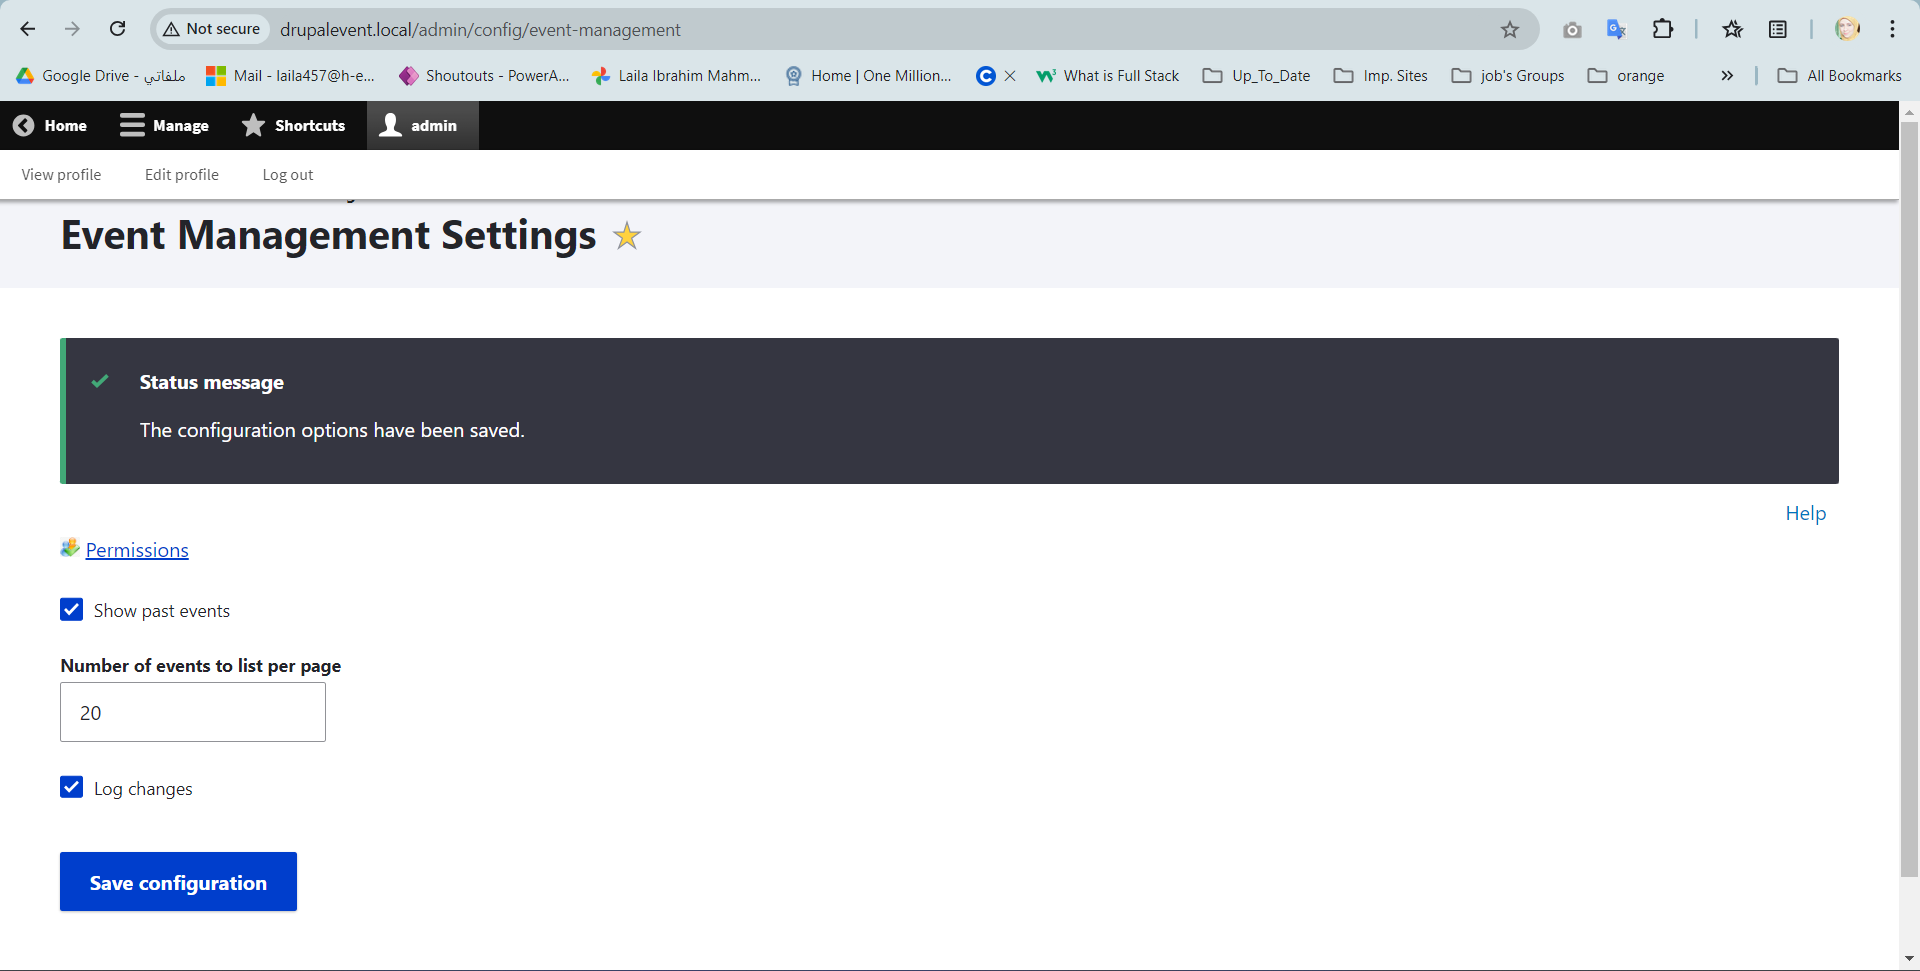 Not secure drupalevent.local/admin/config/event-management
Google Drive - ملفاتي Mail - laila457@h-e... Shoutouts - PowerA... Laila Ibrahim Mahm... Home | One Million... What is Full Stack Up_To_Date Imp. Sites job's Groups orange All Bookmarks
Home Manage Shortcuts admin
View profile Edit profile Log out
Event Management Settings
Status message
The configuration options have been saved.
Help
Permissions
Show past events
Number of events to list per page
20
Log changes
Save configuration